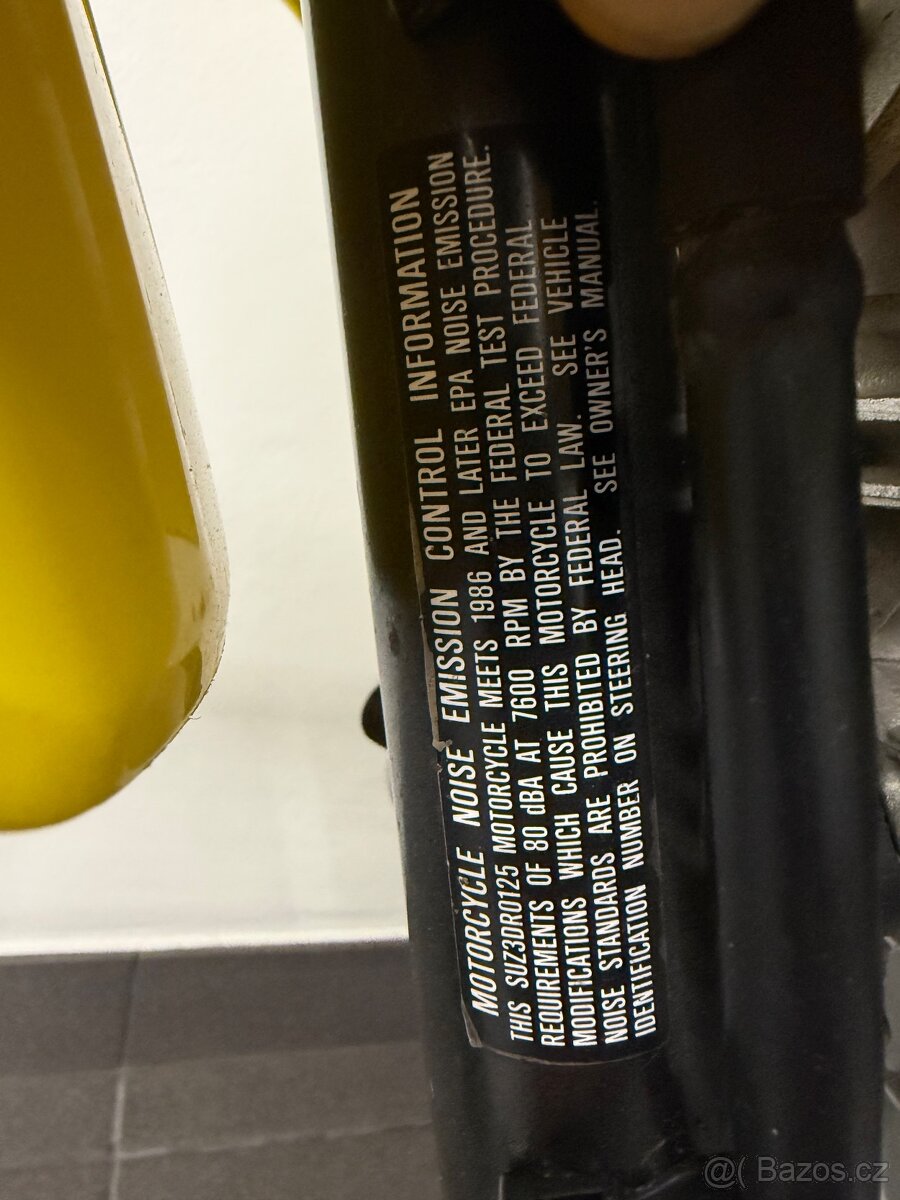 MOTORCYCLE NOISE EMISSION CONTROL INFORMATION
THIS SUZ3DR0125 MOTORCYCLE MEETS 1986 AND LATER EPA NOISE EMISSION
REQUIREMENTS OF 80 dBA AT 7600 RPM BY THE FEDERAL TEST PROCEDURE.
MODIFICATIONS WHICH CAUSE THIS MOTORCYCLE TO EXCEED FEDERAL
NOISE STANDARDS ARE PROHIBITED BY FEDERAL LAW. SEE VEHICLE
IDENTIFICATION NUMBER ON STEERING HEAD. SEE OWNER'S MANUAL.
@( Bazos.cz